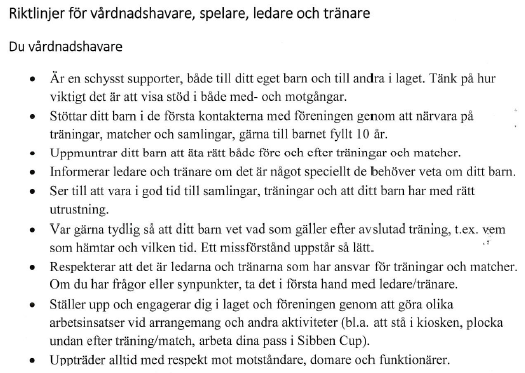 Riktlinjer för vårdnadshavare, spelare, ledare och tränare
Du vårdnadshavare
• Är en schysst supporter, både till ditt eget barn och till andra i laget. Tänk på hur
viktigt det är att visa stöd i både med- och motgångar.
• Stöttar ditt barn i de första kontakterna med föreningen genom att närvara på
träningar, matcher och samlingar, gärna till barnet fyllt 10 år.
• Uppmuntrar ditt barn att äta rätt både före och efter träningar och matcher.
• Informerar ledare och tränare om det är något speciellt de behöver veta om ditt barn.
• Ser till att vara i god tid till samlingar, träningar och att ditt barn har med rätt
utrustning.
• Var gärna tydlig så att ditt barn vet vad som gäller efter avslutad träning, t.ex. vem
som hämtar och vilken tid. Ett missförstånd uppstår så lätt.
• Respekterar att det är ledarna och tränarna som har ansvar för träningar och matcher.
Om du har frågor eller synpunkter, ta det i första hand med ledare/tränare.
• Ställer upp och engagerar dig i laget och föreningen genom att göra olika
arbetsinsatser vid arrangemang och andra aktiviteter (bl.a. att stå i kiosken, plocka
undan efter träning/match, arbeta dina pass i Sibben Cup).
• Uppträder alltid med respekt mot motståndare, domare och funktionärer.